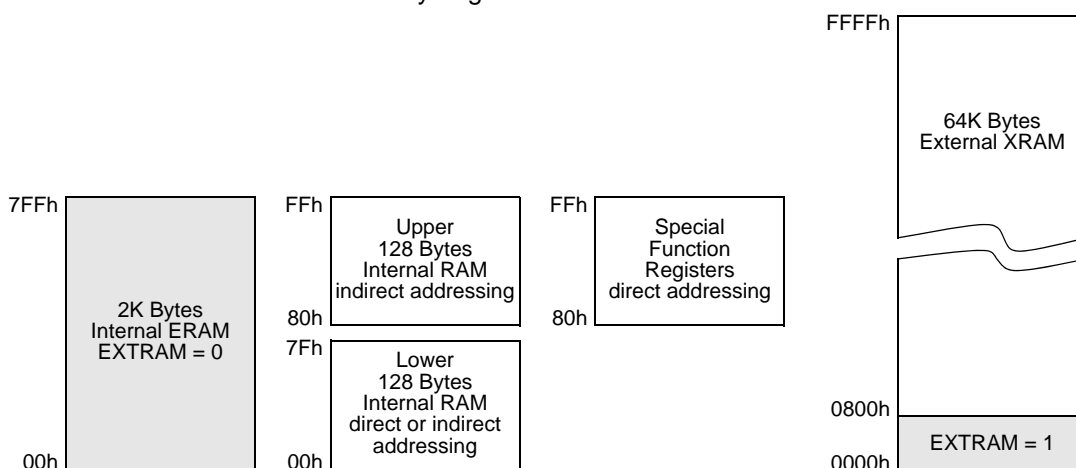 FFFFh
64K Bytes
External XRAM
7FFh
2K Bytes
Internal ERAM
EXTRAM = 0
00h
FFh
Upper
128 Bytes
Internal RAM
indirect addressing
80h
7Fh
Lower
128 Bytes
Internal RAM
direct or indirect
addressing
00h
FFh
Special
Function
Registers
direct addressing
80h
0800h
EXTRAM = 1
0000h